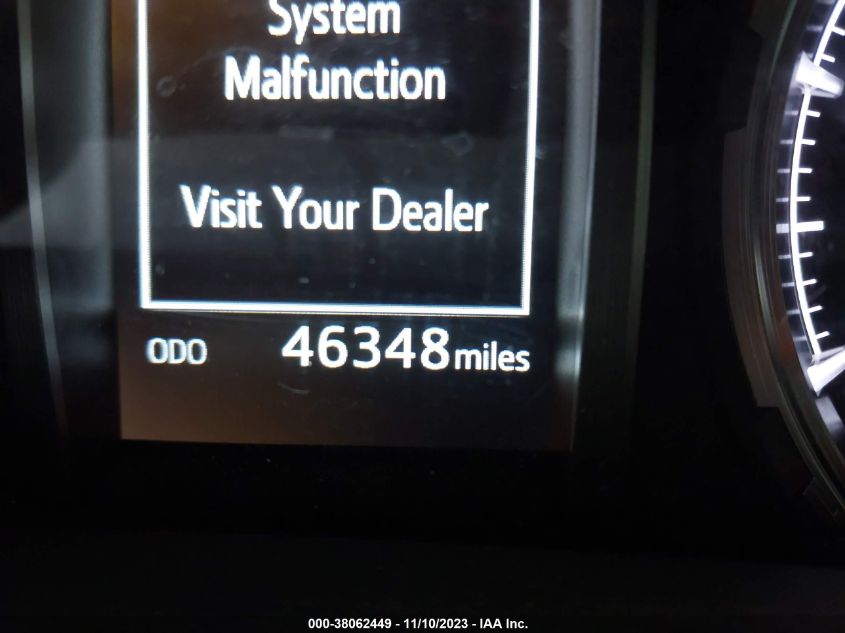 System
Malfunction
Visit Your Dealer
ODO 46348 miles
000-38062449 - 11/10/2023 - IAA Inc.